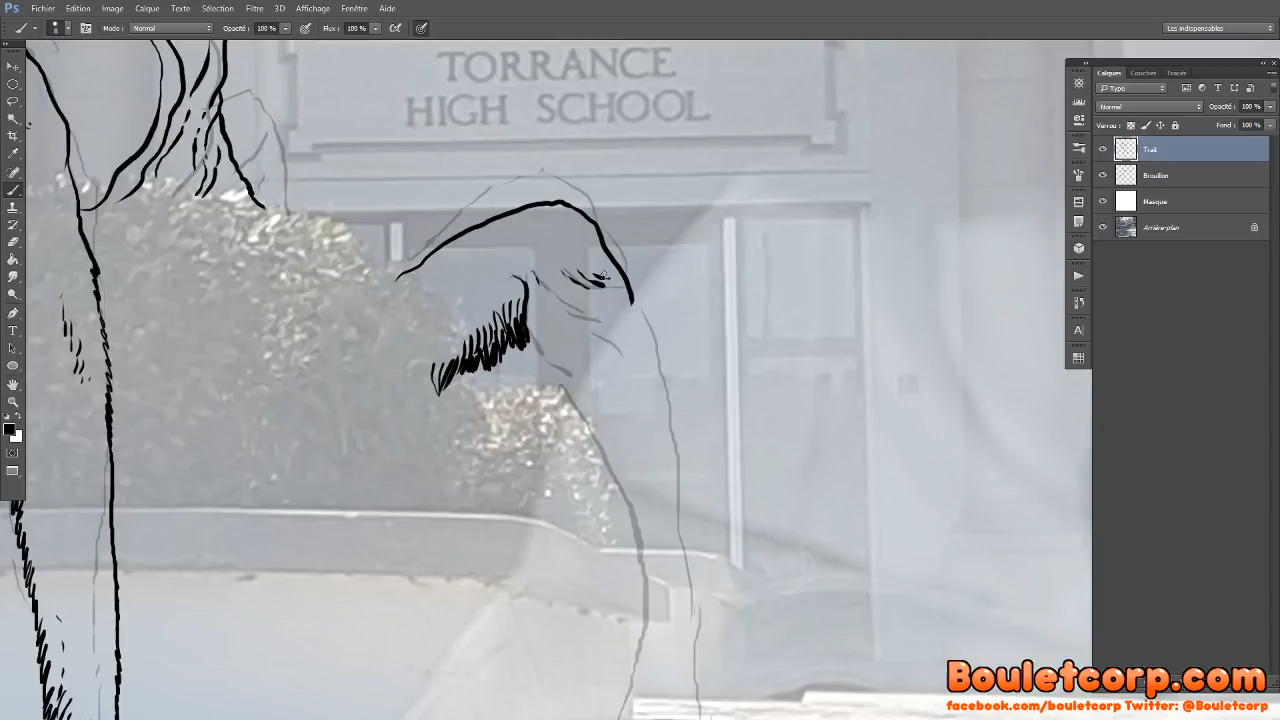 Ps Fichier Edition Image Calque Texte Sélection Filtre 3D Affichage Fenêtre Aide
8 Mode : Normal Opacité : 100 % Flux : 100 % Les indispensables
TORRANCE
HIGH SCHOOL
Calques Couches Tracés
Type
Normal Opacité : 100 %
Verrou : Fond : 100 %
Trait
Brouillon
Masque
Arrière-plan
Bouletcorp.com
facebook.com/bouletcorp Twitter: @Bouletcorp